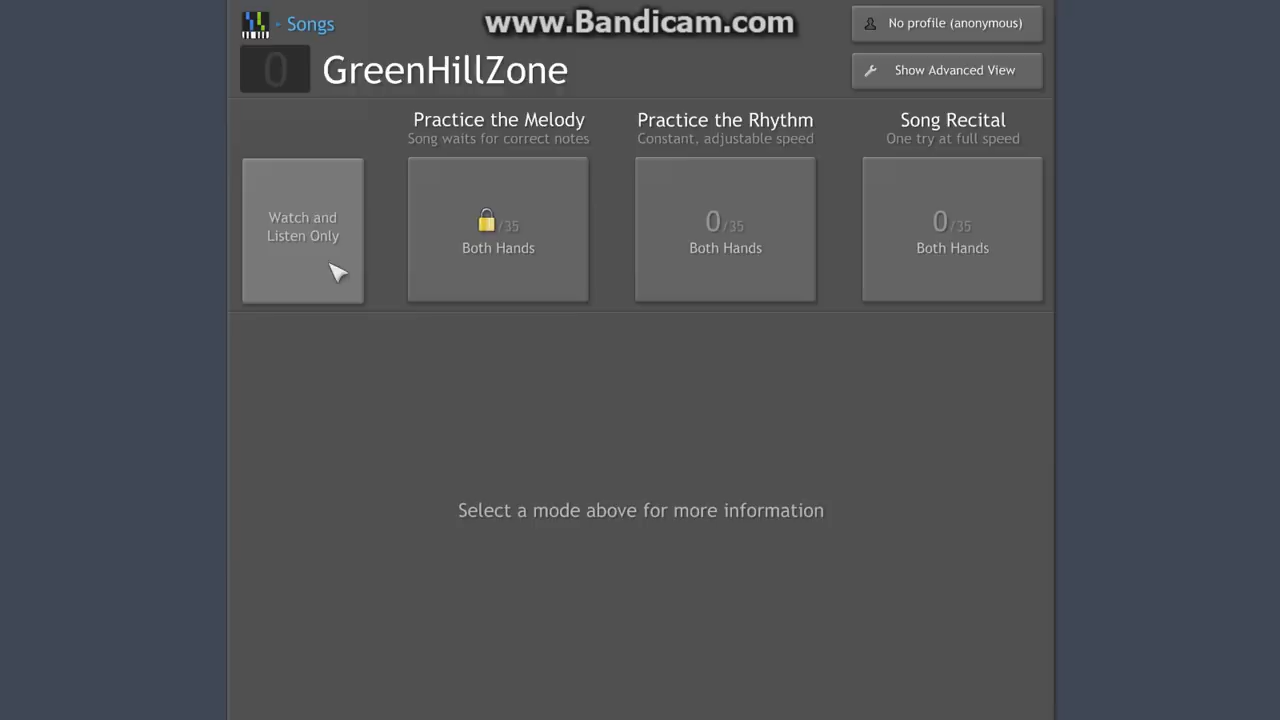 www.Bandicam.com
Songs
No profile (anonymous)
0
GreenHillZone
Show Advanced View
Practice the Melody
Song waits for correct notes
Practice the Rhythm
Constant, adjustable speed
Song Recital
One try at full speed
Watch and
Listen Only
/35
Both Hands
0/35
Both Hands
0/35
Both Hands
Select a mode above for more information